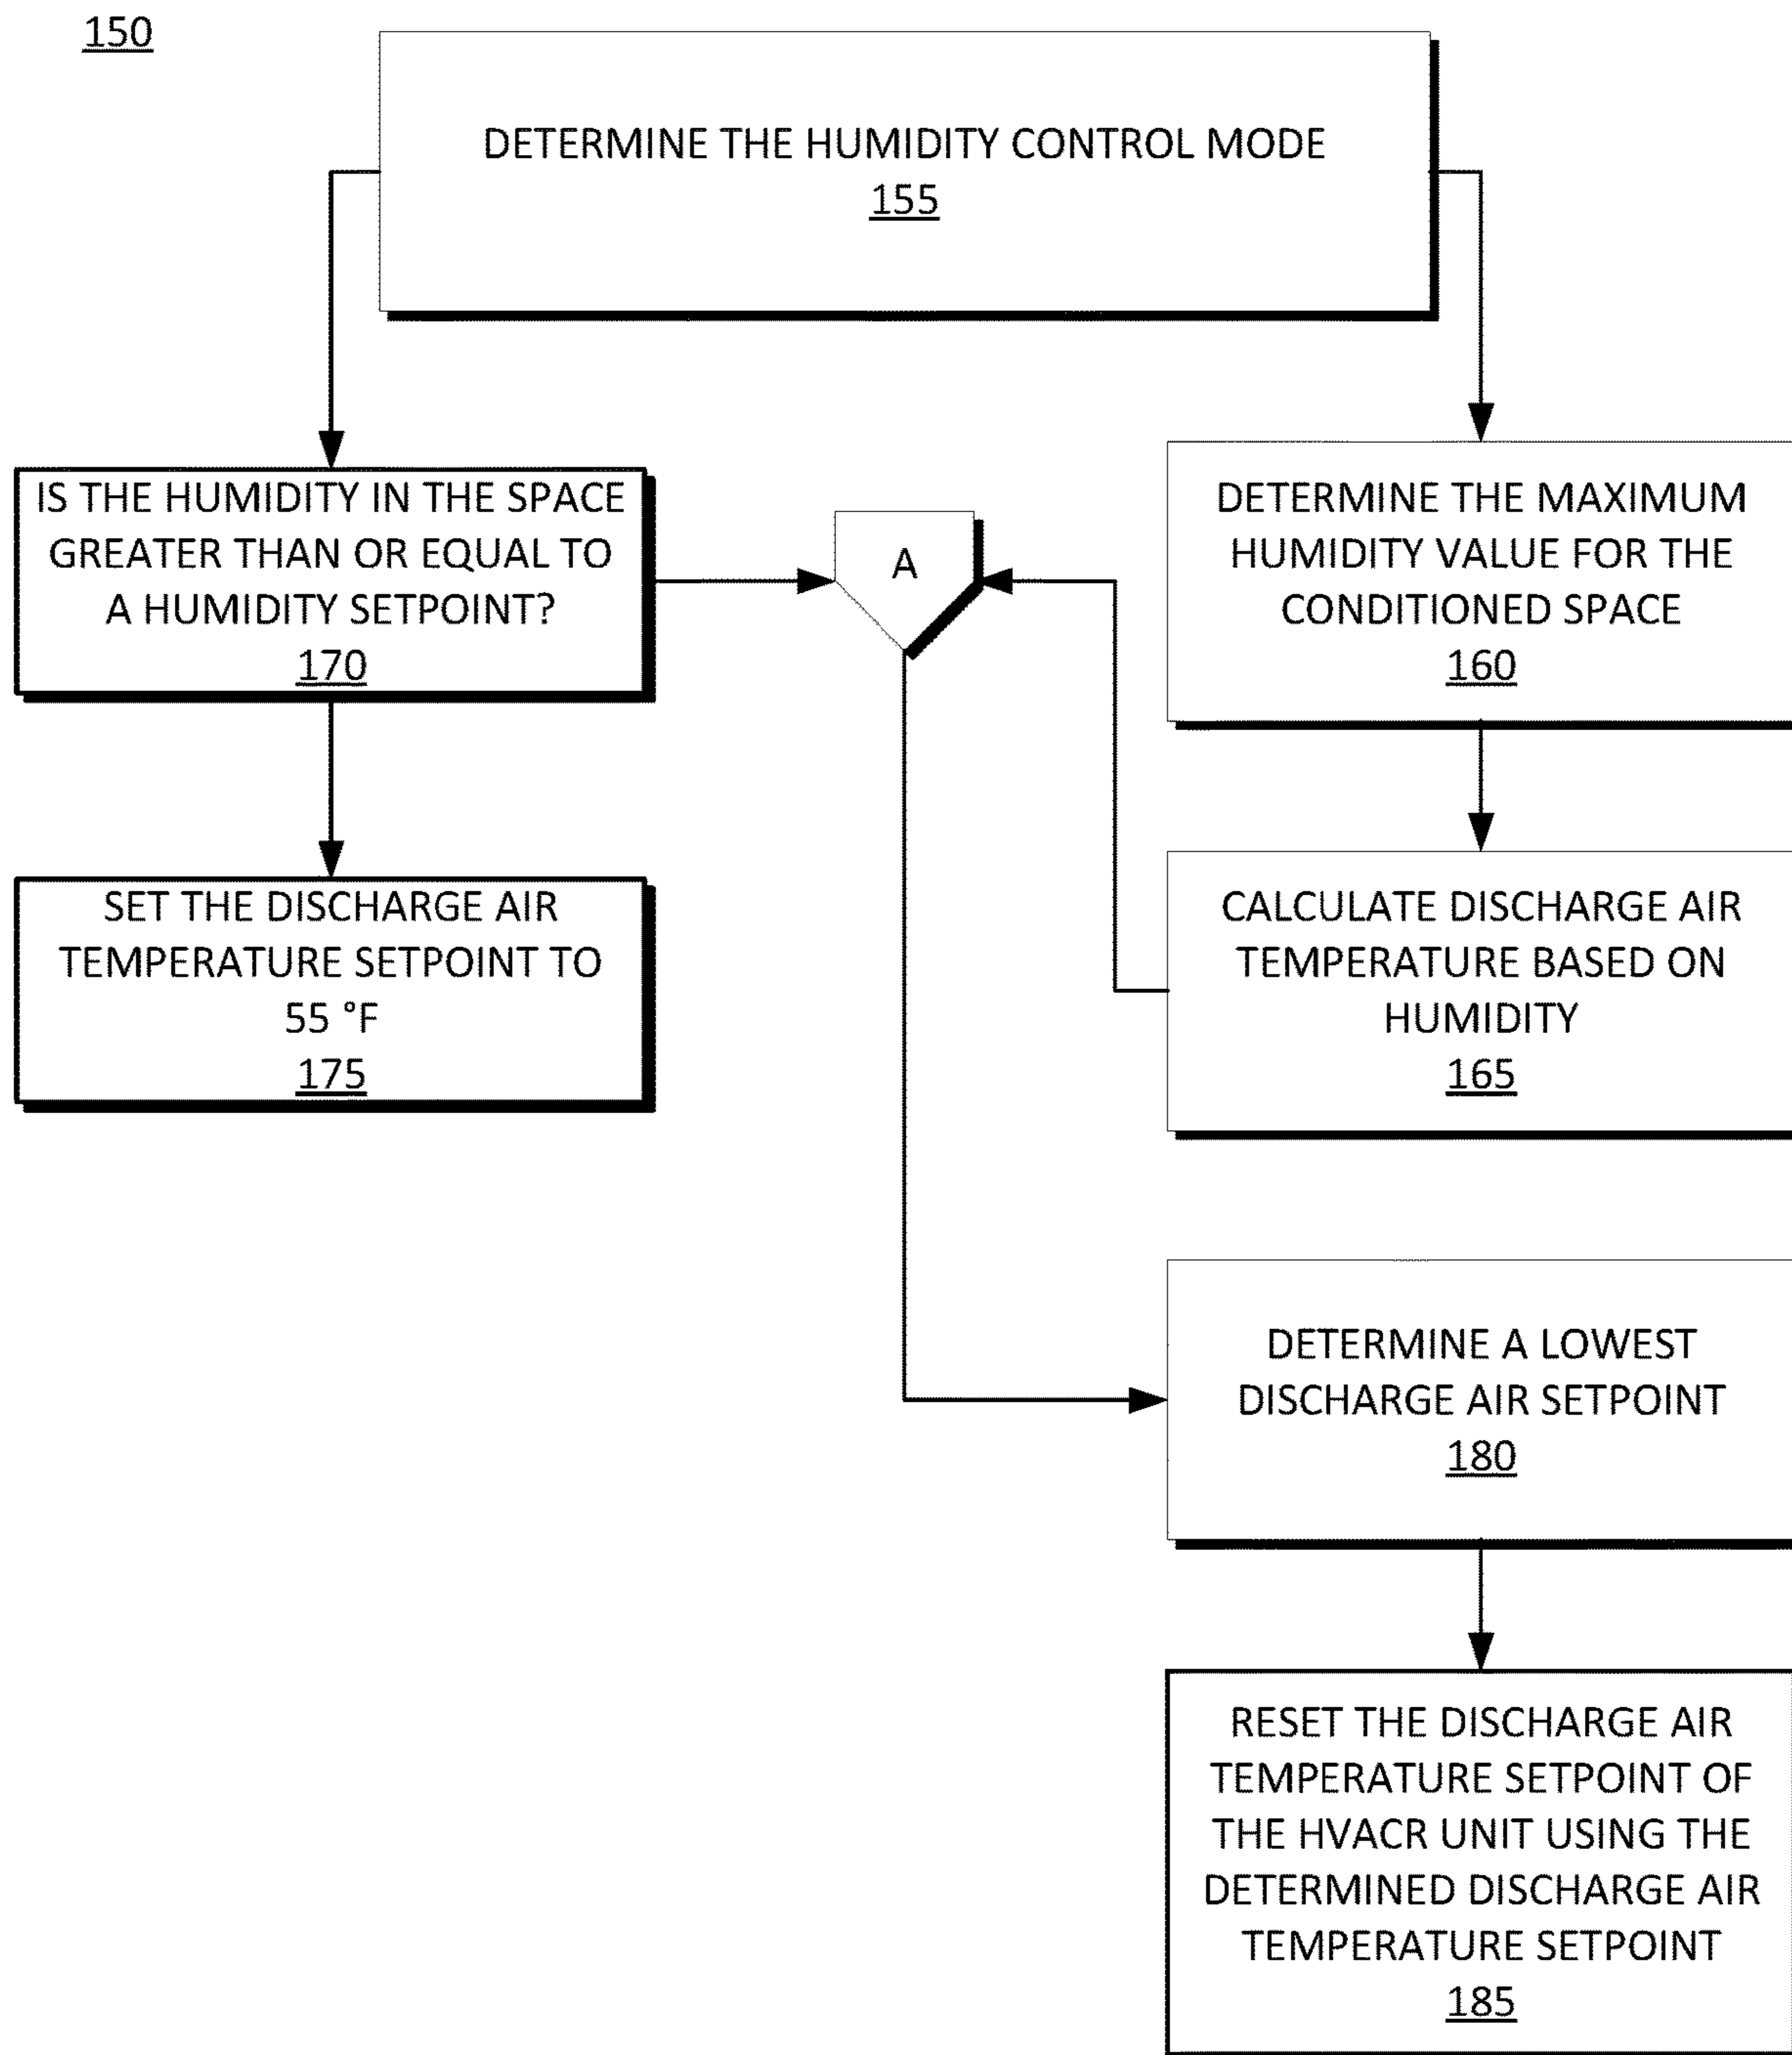 150
DETERMINE THE HUMIDITY CONTROL MODE
155
IS THE HUMIDITY IN THE SPACE
GREATER THAN OR EQUAL TO
A HUMIDITY SETPOINT?
170
A
DETERMINE THE MAXIMUM
HUMIDITY VALUE FOR THE
CONDITIONED SPACE
160
SET THE DISCHARGE AIR
TEMPERATURE SETPOINT TO
55 °F
175
CALCULATE DISCHARGE AIR
TEMPERATURE BASED ON
HUMIDITY
165
DETERMINE A LOWEST
DISCHARGE AIR SETPOINT
180
RESET THE DISCHARGE AIR
TEMPERATURE SETPOINT OF
THE HVACR UNIT USING THE
DETERMINED DISCHARGE AIR
TEMPERATURE SETPOINT
185